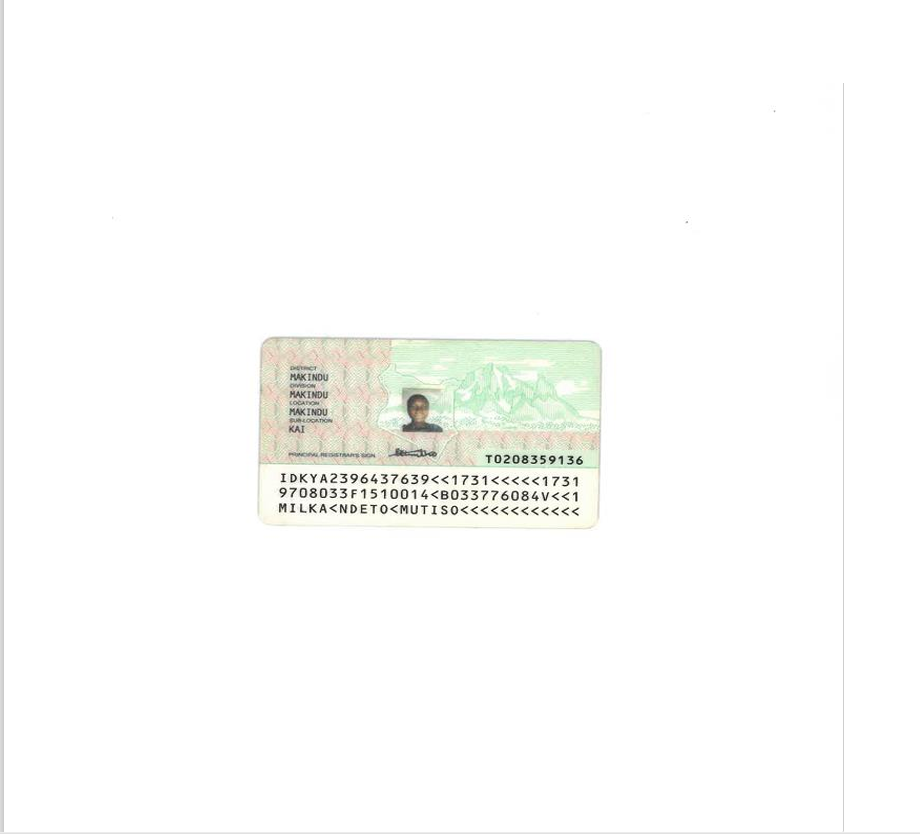 DISTRICT
MAKINDU
DIVISION
MAKINDU
LOCATION
MAKINDU
SUB-LOCATION
KAI
PRINCIPAL REGISTRAR'S SIGN.
T0208359136
IDKYA2396437639<<1731<<<<<1731
9708033F1510014<B033776084V<<1
MILKA<NDETO<MUTISO<<<<<<<<<<<<